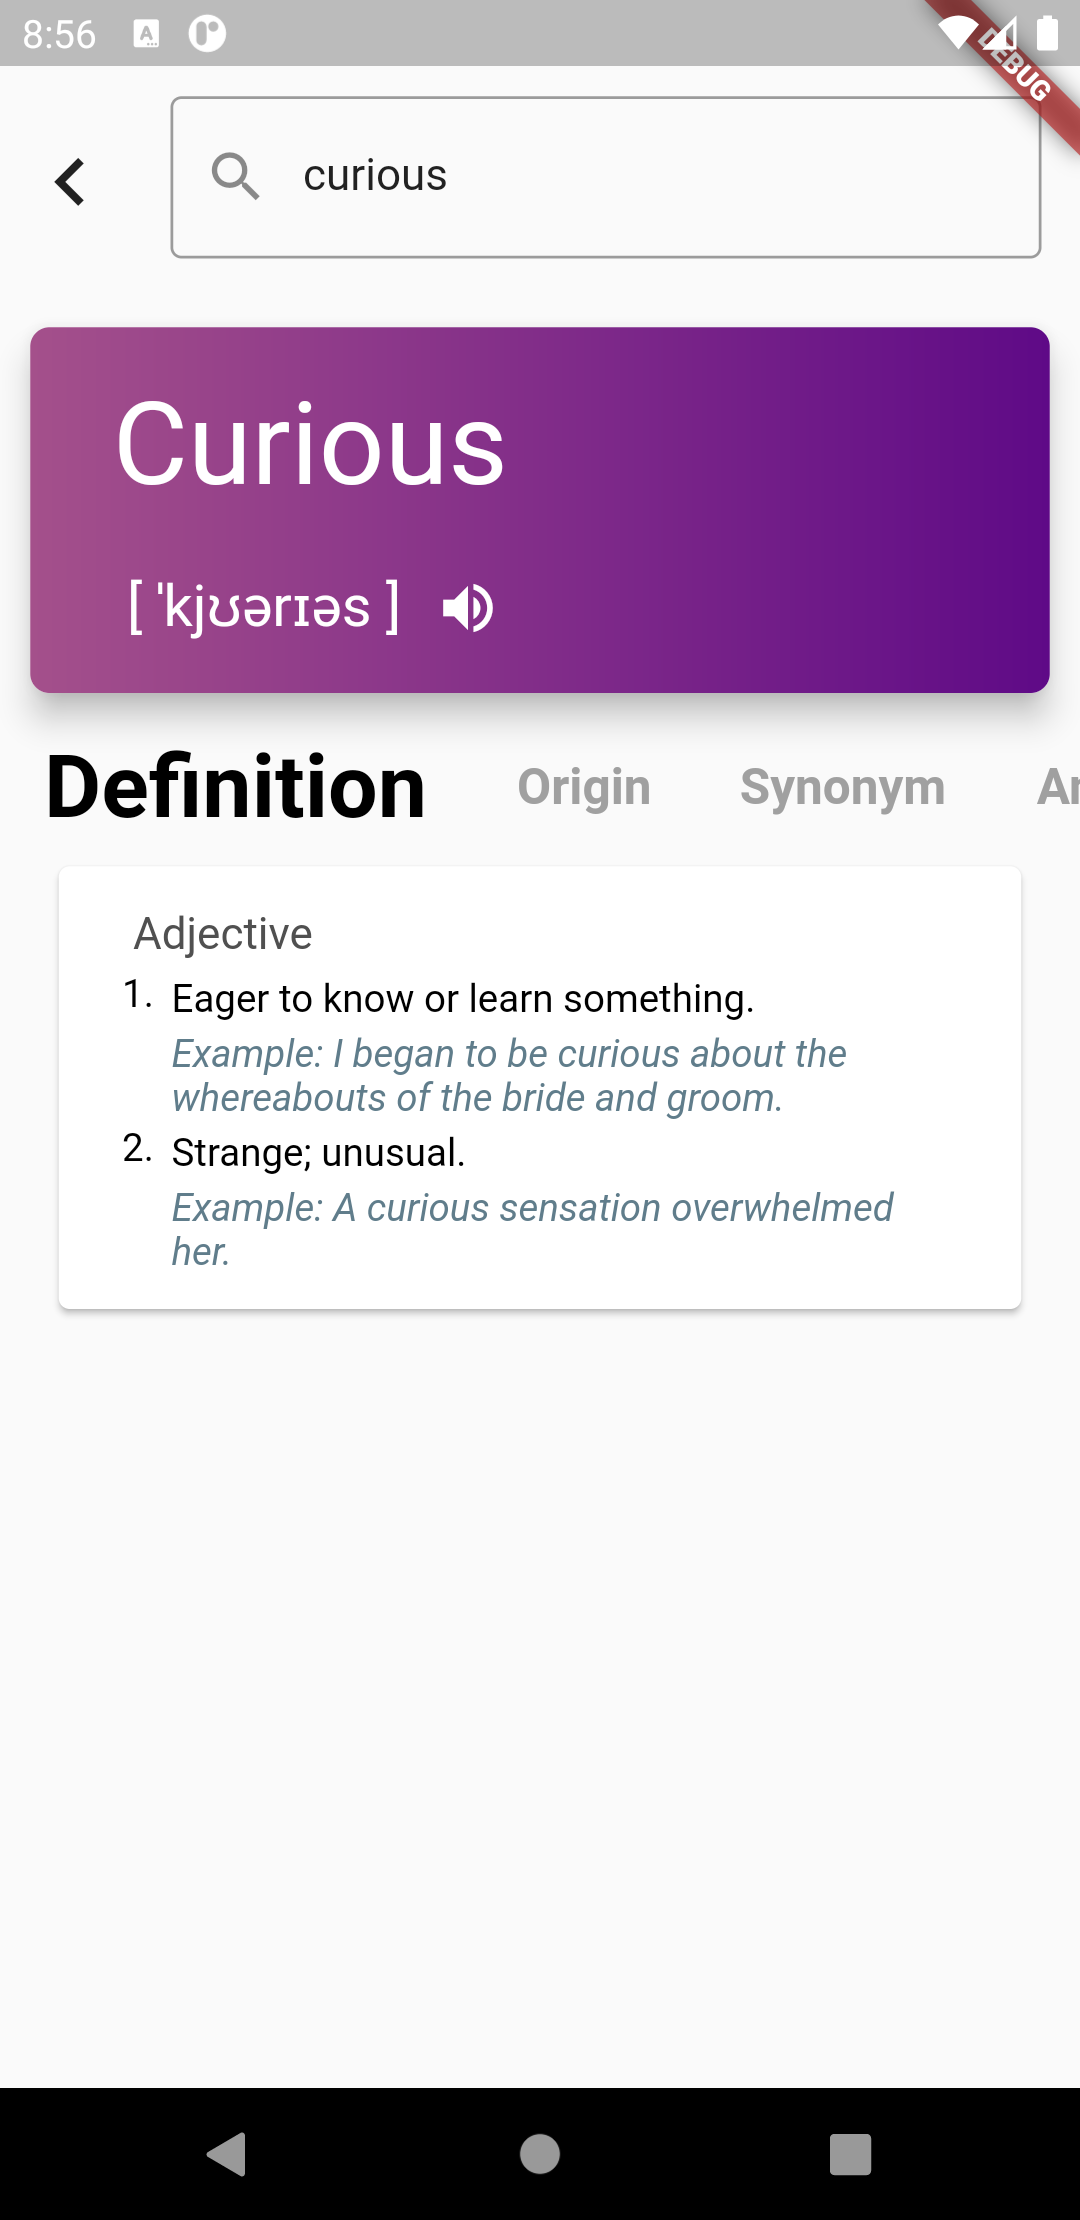 8:56
DEBUG
curious
Curious
[ ˈkjʊərɪəs ]
Definition Origin Synonym
Adjective
1. Eager to know or learn something.
Example: I began to be curious about the
whereabouts of the bride and groom.
2. Strange; unusual.
Example: A curious sensation overwhelmed
her.